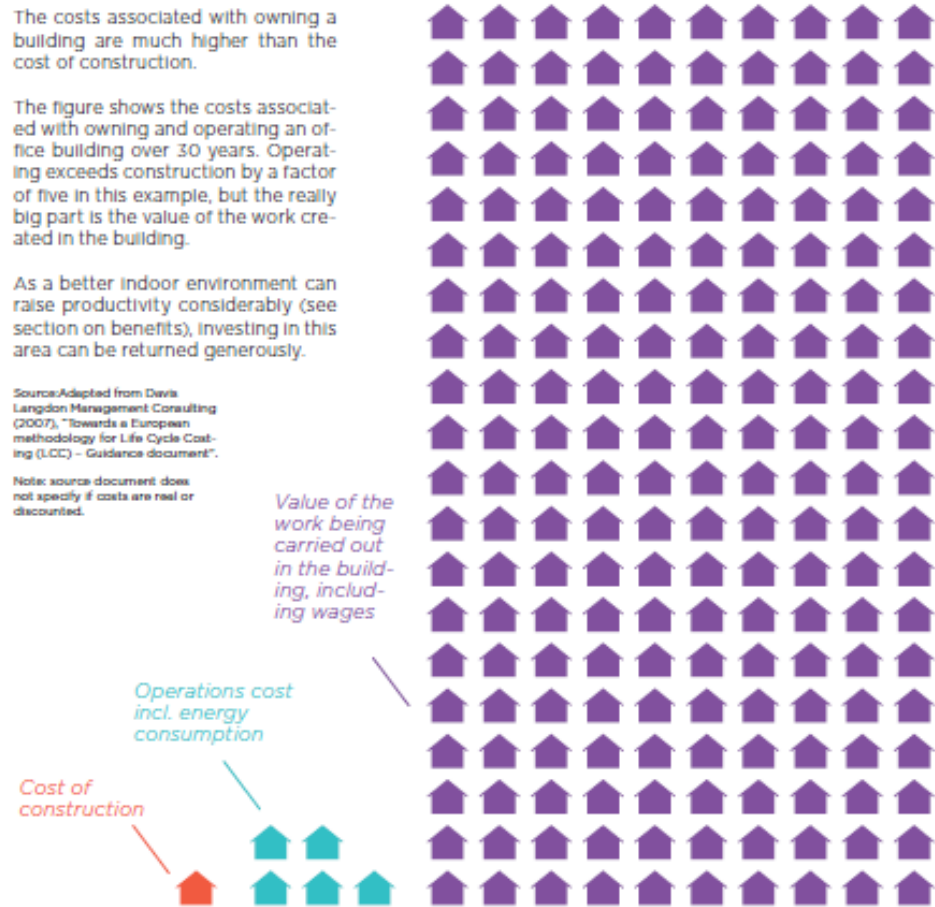 The costs associated with owning a
building are much higher than the
cost of construction.
The figure shows the costs associat-
ed with owning and operating an of-
fice building over 30 years. Operat-
ing exceeds construction by a factor
of five in this example, but the really
big part is the value of the work cre-
ated in the building.
As a better indoor environment can
raise productivity considerably (see
section on benefits), investing in this
area can be returned generously.
Source:Adapted from Davis
Langdon Management Consulting
(2007), "Towards a European
methodology for Life Cycle Cost-
ing (LCC) – Guidance document".
Note: source document does
not specify if costs are real or
discounted.
Value of the
work being
carried out
in the build-
ing, includ-
ing wages
Operations cost
incl. energy
consumption
Cost of
construction